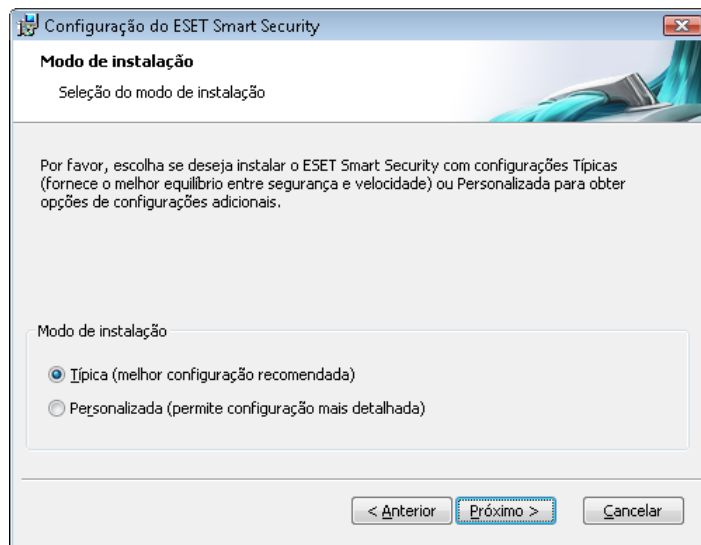 Configuração do ESET Smart Security
Modo de instalação
Seleção do modo de instalação
Por favor, escolha se deseja instalar o ESET Smart Security com configurações Típicas
(fornece o melhor equilíbrio entre segurança e velocidade) ou Personalizada para obter
opções de configurações adicionais.
Modo de instalação
Típica (melhor configuração recomendada)
Personalizada (permite configuração mais detalhada)
< Anterior
Próximo >
Cancelar